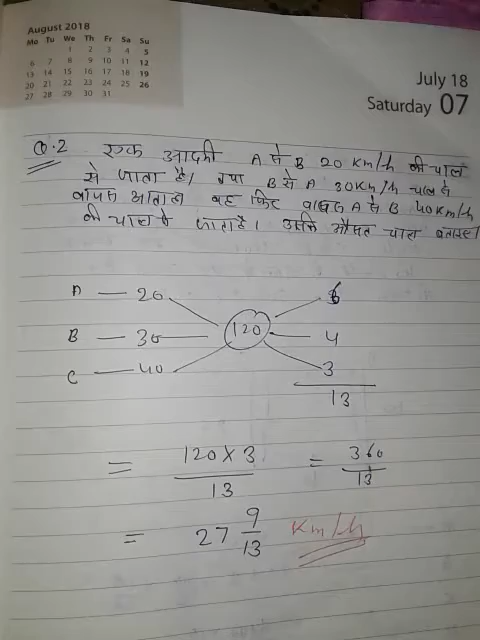 August 2018
Mo Tu We Th Fr Sa Su
1 2 3 4 5
6 7 8 9 10 11 12
13 14 15 16 17 18 19
20 21 22 23 24 25 26
27 28 29 30 31
July 18
Saturday 07
Q.2 एक आदमी A से B 20 Km/h की चाल
से जाता है। तथा B से A 30Km/h चाल से
वापस आता है वह फिर वापस A से B 40Km/h
की चाल से जाता है। उसकी औसत चाल बताइए।
A — 20 6
B — 30 120 4
C — 40 3
13
= 120 X 3 / 13 = 360 / 13
= 27 9/13 Km/h